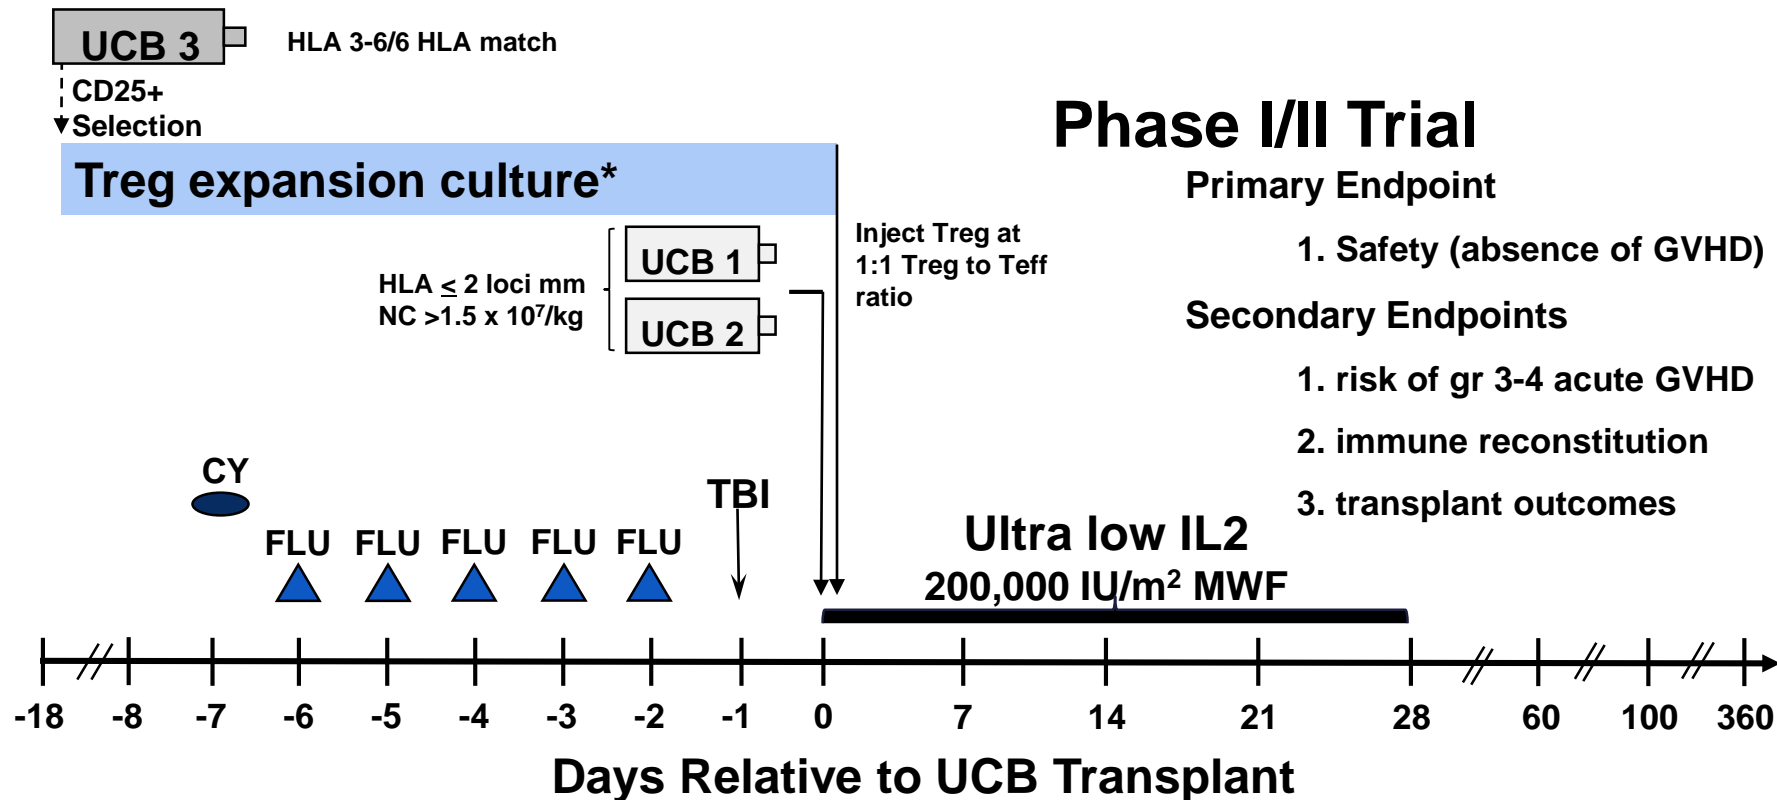 UCB 3
HLA 3-6/6 HLA match
CD25+
Selection
Treg expansion culture*
Phase I/II Trial
Primary Endpoint
1. Safety (absence of GVHD)
Secondary Endpoints
1. risk of gr 3-4 acute GVHD
2. immune reconstitution
3. transplant outcomes
HLA ≤ 2 loci mm
NC >1.5 x 10⁷/kg
UCB 1
UCB 2
Inject Treg at
1:1 Treg to Teff
ratio
CY
FLU FLU FLU FLU FLU
TBI
Ultra low IL2
200,000 IU/m² MWF
-18 -8 -7 -6 -5 -4 -3 -2 -1 0 7 14 21 28 60 100 360
Days Relative to UCB Transplant